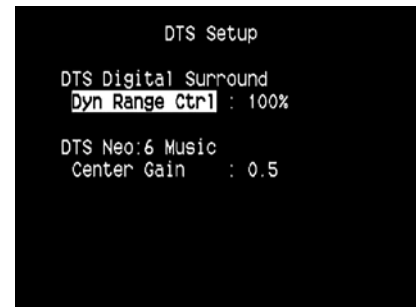 DTS Setup
DTS Digital Surround
Dyn Range Ctrl : 100%
DTS Neo:6 Music
Center Gain : 0.5